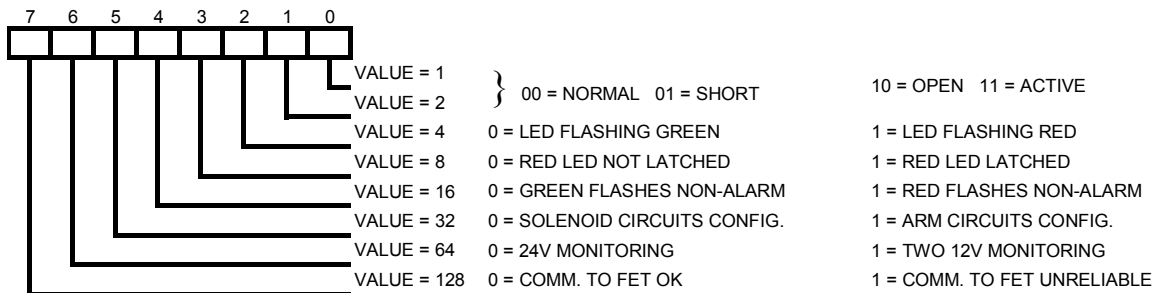 7 6 5 4 3 2 1 0
VALUE = 1
VALUE = 2
} 00 = NORMAL 01 = SHORT 10 = OPEN 11 = ACTIVE
VALUE = 4 0 = LED FLASHING GREEN 1 = LED FLASHING RED
VALUE = 8 0 = RED LED NOT LATCHED 1 = RED LED LATCHED
VALUE = 16 0 = GREEN FLASHES NON-ALARM 1 = RED FLASHES NON-ALARM
VALUE = 32 0 = SOLENOID CIRCUITS CONFIG. 1 = ARM CIRCUITS CONFIG.
VALUE = 64 0 = 24V MONITORING 1 = TWO 12V MONITORING
VALUE = 128 0 = COMM. TO FET OK 1 = COMM. TO FET UNRELIABLE